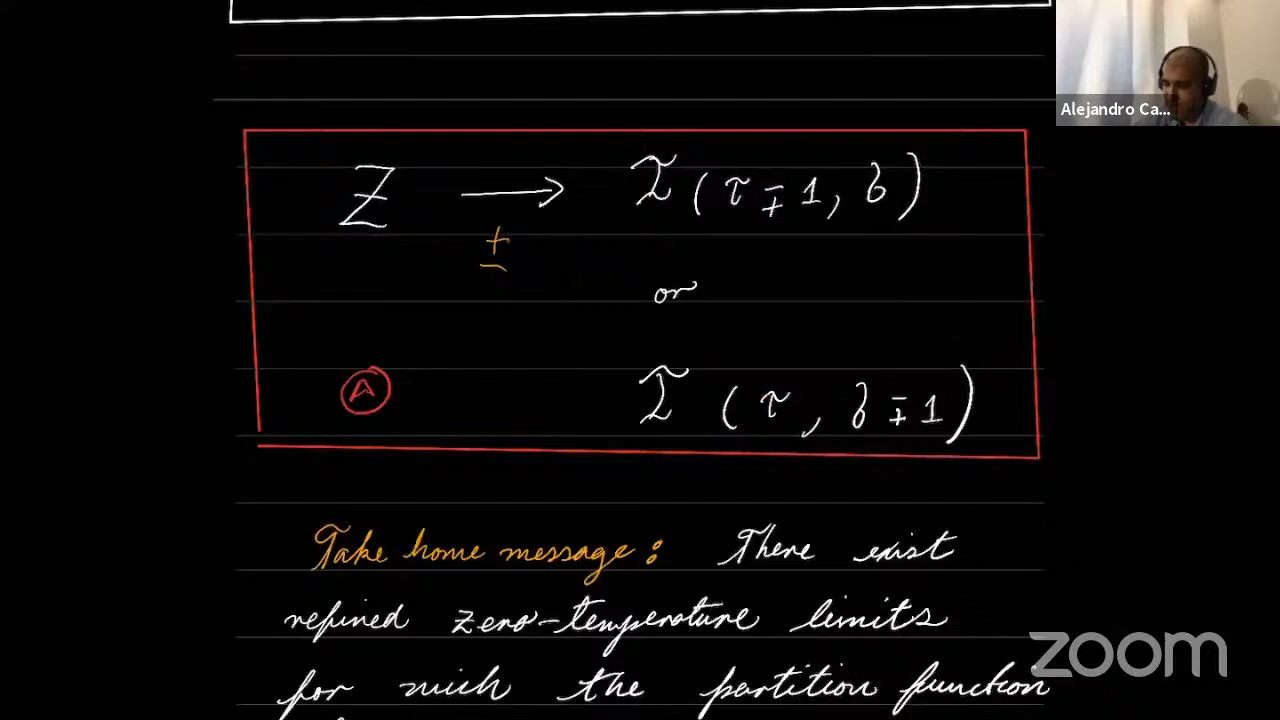 Alejandro Ca...
Z → I(τ∓1, б)
±
or
A I(τ, б∓1)
Take home message: There exist
refined zero-temperature limits
for wich the partition function
zoom